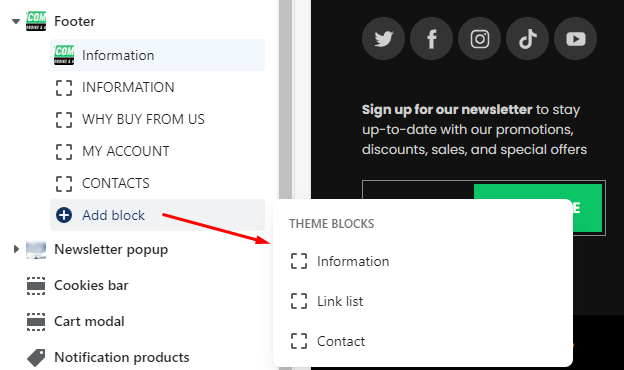 Footer
Information
INFORMATION
WHY BUY FROM US
MY ACCOUNT
CONTACTS
Add block
Newsletter popup
Cookies bar
Cart modal
Notification products
THEME BLOCKS
Information
Link list
Contact
Sign up for our newsletter to stay
up-to-date with our promotions,
discounts, sales, and special offers